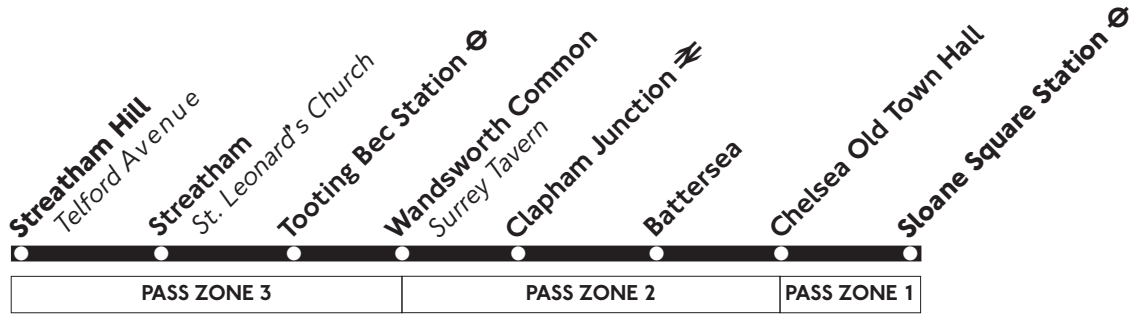 Streatham Hill
Telford Avenue
Streatham
St. Leonard's Church
Tooting Bec Station
Wandsworth Common
Surrey Tavern
Clapham Junction
Battersea
Chelsea Old Town Hall
Sloane Square Station
PASS ZONE 3
PASS ZONE 2
PASS ZONE 1